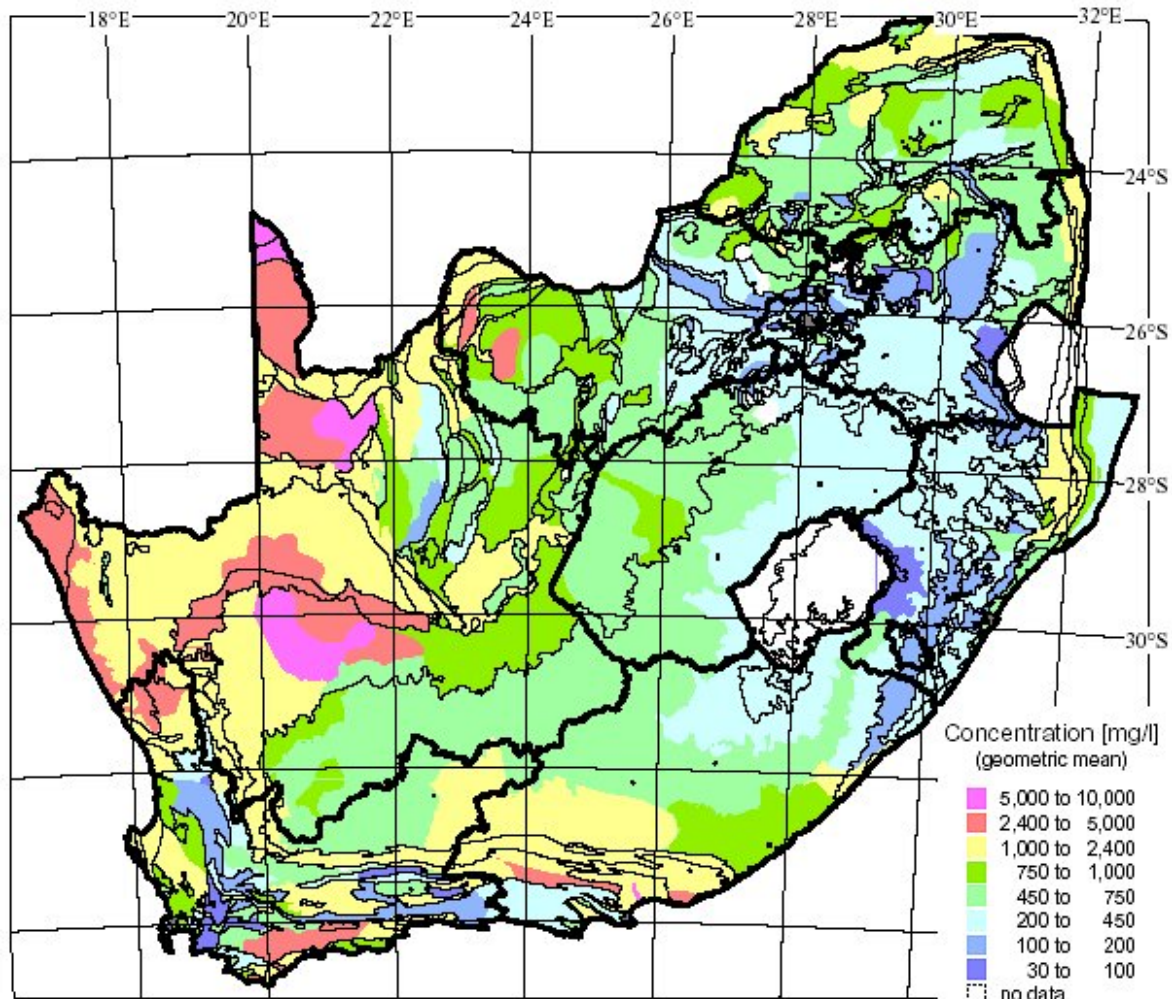 18°E 20°E 22°E 24°E 26°E 28°E 30°E 32°E
24°S
26°S
28°S
30°S
Concentration [mg/l]
(geometric mean)
5,000 to 10,000
2,400 to 5,000
1,000 to 2,400
750 to 1,000
450 to 750
200 to 450
100 to 200
30 to 100
no data